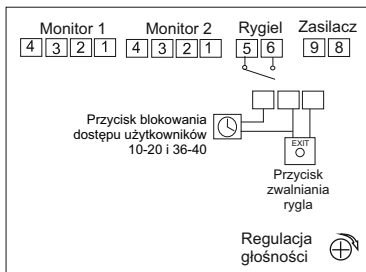 Monitor 1 Monitor 2 Rygiel Zasilacz
4 3 2 1 4 3 2 1 5 6 9 8
Przycisk blokowania
dostępu użytkowników
10-20 i 36-40
EXIT
Przycisk
zwalniania
rygla
Regulacja
głośności